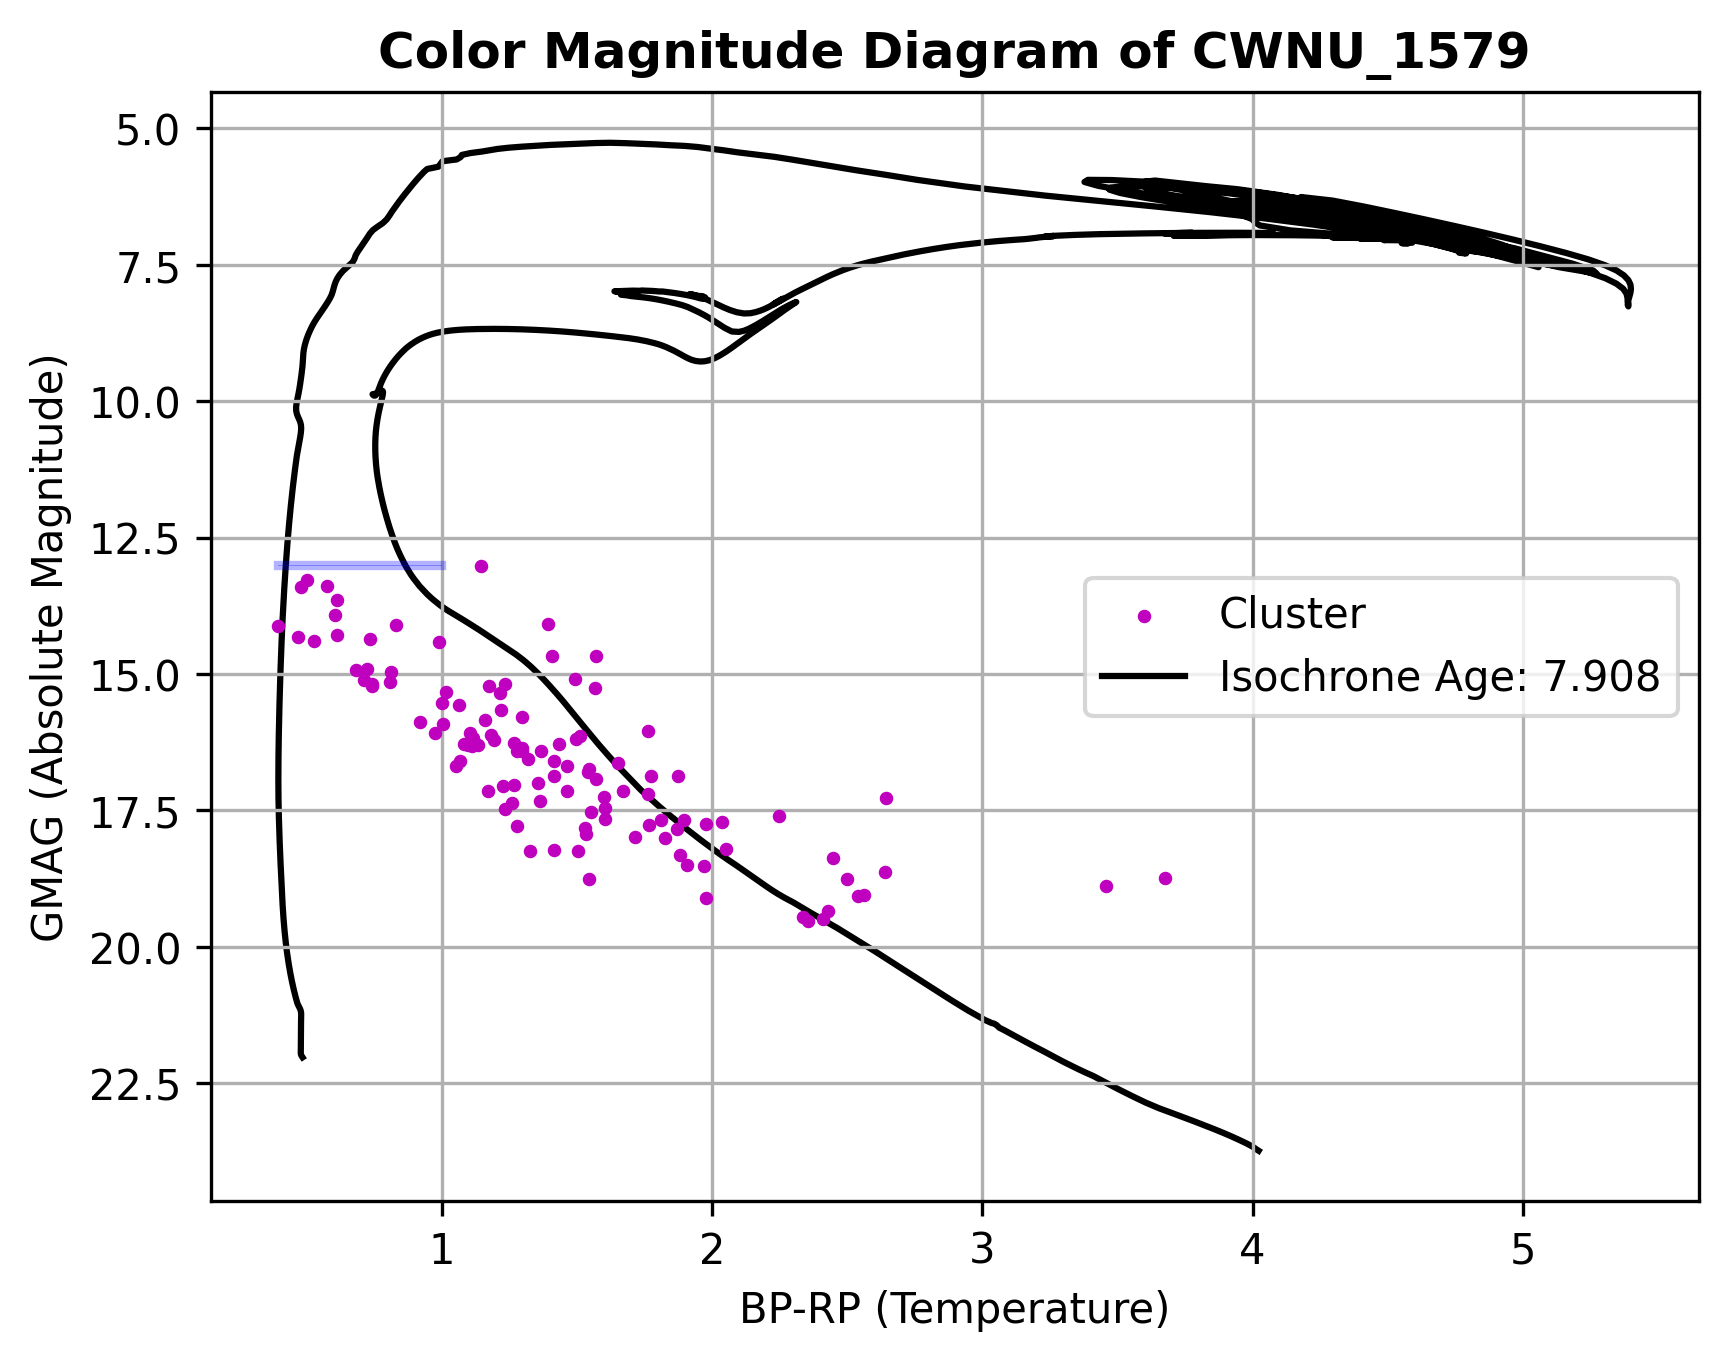 Color Magnitude Diagram of CWNU_1579
GMAG (Absolute Magnitude)
5.0
7.5
10.0
12.5
15.0
17.5
20.0
22.5
Cluster
Isochrone Age: 7.908
1 2 3 4 5
BP-RP (Temperature)